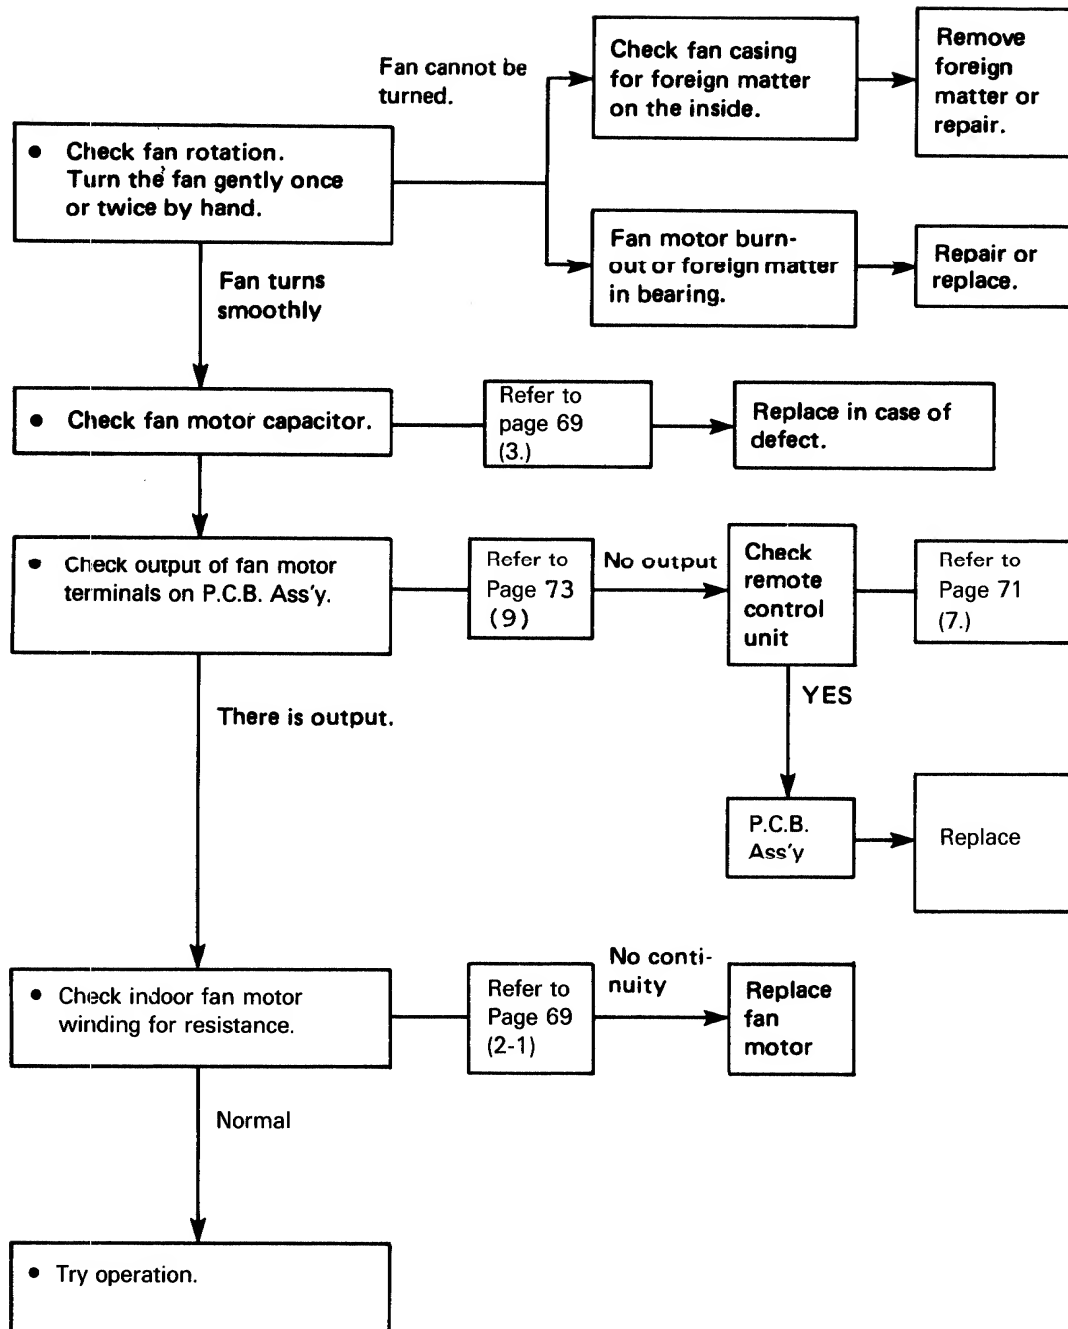 Fan cannot be
turned.
Check fan casing
for foreign matter
on the inside.
Remove
foreign
matter or
repair.
• Check fan rotation.
Turn the fan gently once
or twice by hand.
Fan motor burn-
out or foreign matter
in bearing.
Repair or
replace.
Fan turns
smoothly
• Check fan motor capacitor.
Refer to
page 69
(3.)
Replace in case of
defect.
• Check output of fan motor
terminals on P.C.B. Ass'y.
Refer to
Page 73
(9)
No output
Check
remote
control
unit
Refer to
Page 71
(7.)
YES
There is output.
P.C.B.
Ass'y
Replace
• Check indoor fan motor
winding for resistance.
Refer to
Page 69
(2-1)
No conti-
nuity
Replace
fan
motor
Normal
• Try operation.